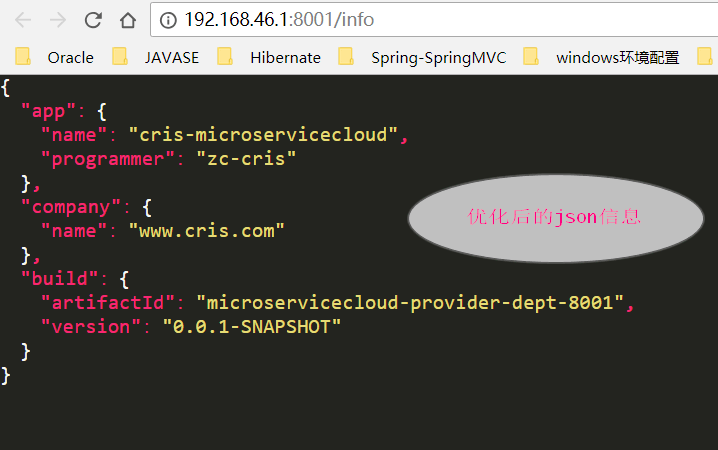 192.168.46.1:8001/info
Oracle JAVASE Hibernate Spring-SpringMVC windows环境配置
{
"app": {
"name": "cris-microservicecloud",
"programmer": "zc-cris"
},
"company": {
"name": "www.cris.com"
},
"build": {
"artifactId": "microservicecloud-provider-dept-8001",
"version": "0.0.1-SNAPSHOT"
}
}
优化后的json信息